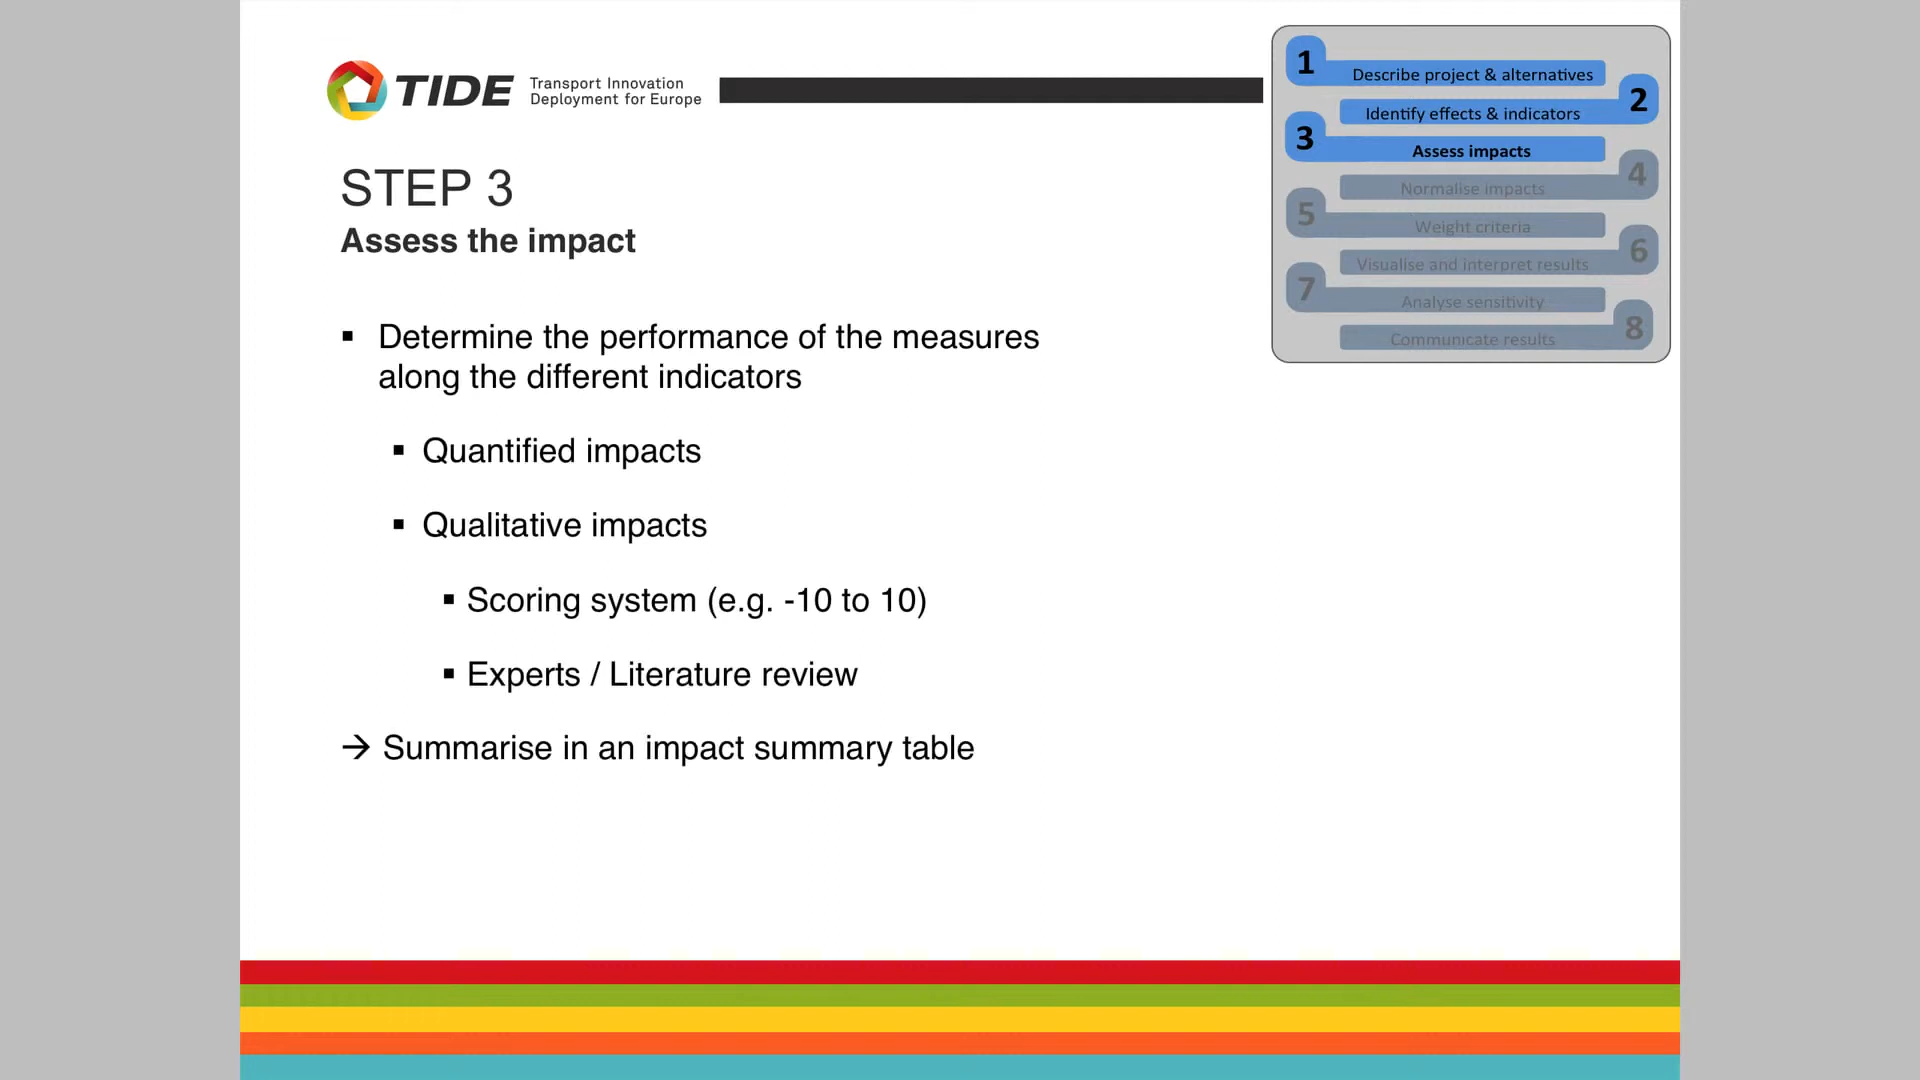 TIDE
Transport Innovation
Deployment for Europe
1 Describe project & alternatives
Identify effects & indicators 2
3 Assess impacts
Normalise impacts 4
5 Weight criteria
Visualise and interpret results 6
7 Analyse sensitivity
Communicate results 8
STEP 3
Assess the impact
▪ Determine the performance of the measures
along the different indicators
▪ Quantified impacts
▪ Qualitative impacts
▪ Scoring system (e.g. -10 to 10)
▪ Experts / Literature review
→ Summarise in an impact summary table